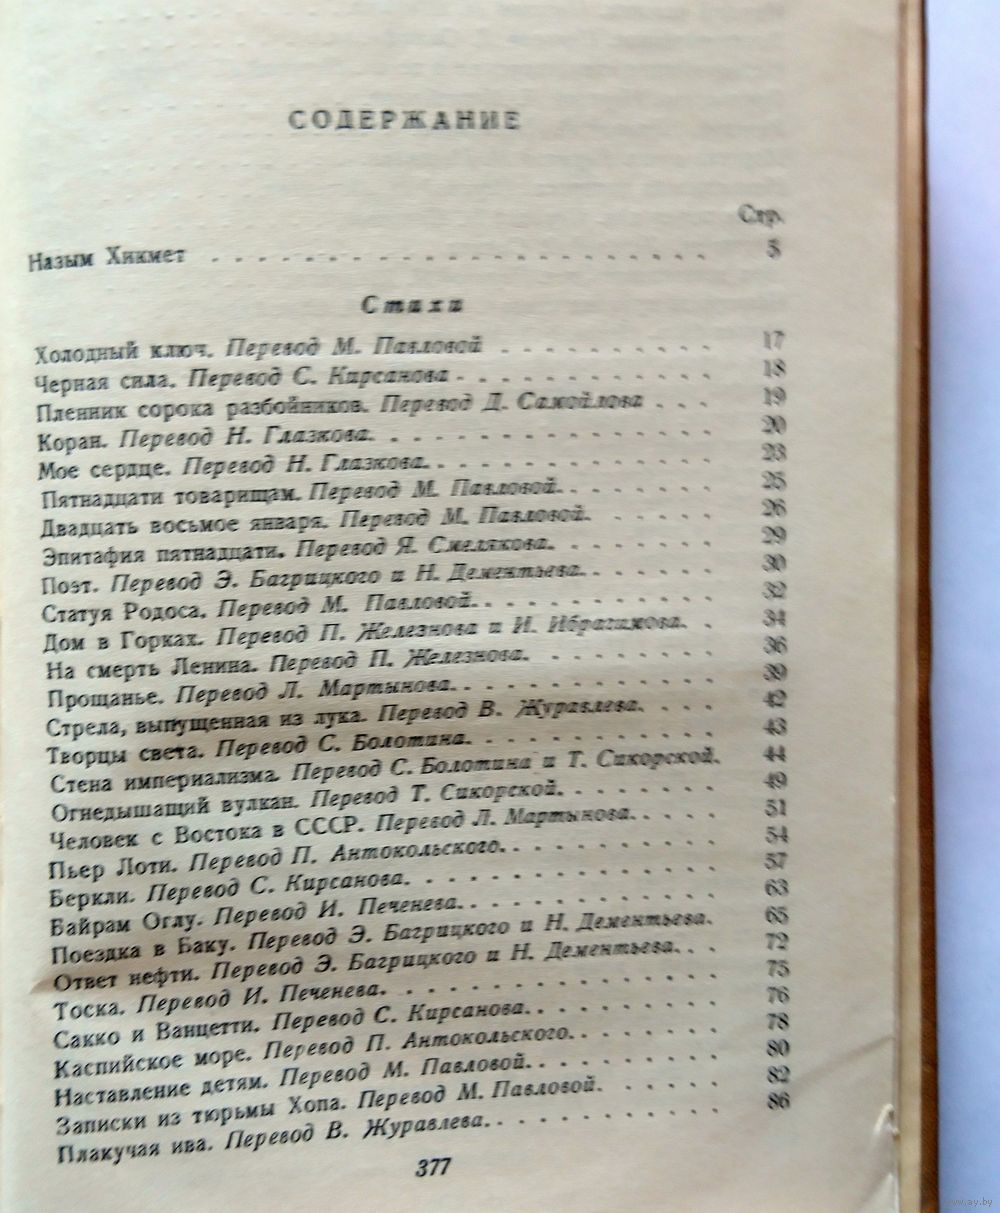 СОДЕРЖАНИЕ
Стр.
Назым Хикмет . . . . . . . . . . . . . . . . . . . . . . 5
Стихи
Холодный ключ. Перевод М. Павловой . . . . . . . . . 17
Черная сила. Перевод С. Кирсанова . . . . . . . . . . . 18
Пленник сорока разбойников. Перевод Д. Самойлова . . . 19
Коран. Перевод Н. Глазкова. . . . . . . . . . . . . . 20
Мое сердце. Перевод Н. Глазкова. . . . . . . . . . . . 23
Пятнадцати товарищам. Перевод М. Павловой. . . . . . . 25
Двадцать восьмое января. Перевод М. Павловой. . . . . . 26
Эпитафия пятнадцати. Перевод Я. Смелякова. . . . . . . 29
Поэт. Перевод Э. Багрицкого и Н. Дементьева. . . . . . 30
Статуя Родоса. Перевод М. Павловой. . . . . . . . . . 32
Дом в Горках. Перевод П. Железнова и И. Ибрагимова. . 34
На смерть Ленина. Перевод П. Железнова. . . . . . . . 36
Прощанье. Перевод Л. Мартынова. . . . . . . . . . . . 39
Стрела, выпущенная из лука. Перевод В. Журавлева. . . . 42
Творцы света. Перевод С. Болотина. . . . . . . . . . . 43
Стена империализма. Перевод С. Болотина и Т. Сикорской. 44
Огнедышащий вулкан. Перевод Т. Сикорской. . . . . . . 49
Человек с Востока в СССР. Перевод Л. Мартынова. . . . . 51
Пьер Лоти. Перевод П. Антокольского. . . . . . . . . . 54
Беркли. Перевод С. Кирсанова. . . . . . . . . . . . . 57
Байрам Оглу. Перевод И. Печенева. . . . . . . . . . . 63
Поездка в Баку. Перевод Э. Багрицкого и Н. Дементьева. 65
Ответ нефти. Перевод Э. Багрицкого и Н. Дементьева. . . 72
Тоска. Перевод И. Печенева. . . . . . . . . . . . . . 75
Сакко и Ванцетти. Перевод С. Кирсанова. . . . . . . . 76
Каспийское море. Перевод П. Антокольского. . . . . . . 78
Наставление детям. Перевод М. Павловой. . . . . . . . 80
Записки из тюрьмы Хопа. Перевод М. Павловой. . . . . . 82
Плакучая ива. Перевод В. Журавлева. . . . . . . . . . 86
377
www.ay.by